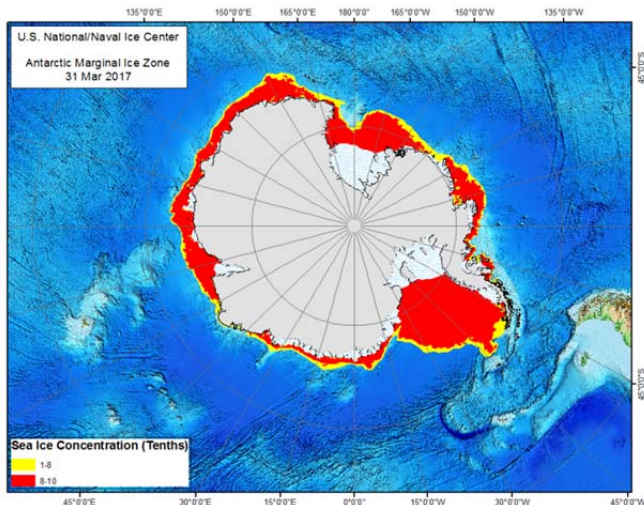 135°0'0"E 150°0'0"E 165°0'0"E 180°0'0" 165°0'0"W 150°0'0"W 135°0'0"W
U.S. National/Naval Ice Center
Antarctic Marginal Ice Zone
31 Mar 2017
45°0'0"S
45°0'0"S
Sea Ice Concentration (Tenths)
1-8
8-10
45°0'0"E 30°0'0"E 15°0'0"E 0°0'0" 15°0'0"W 30°0'0"W 45°0'0"W